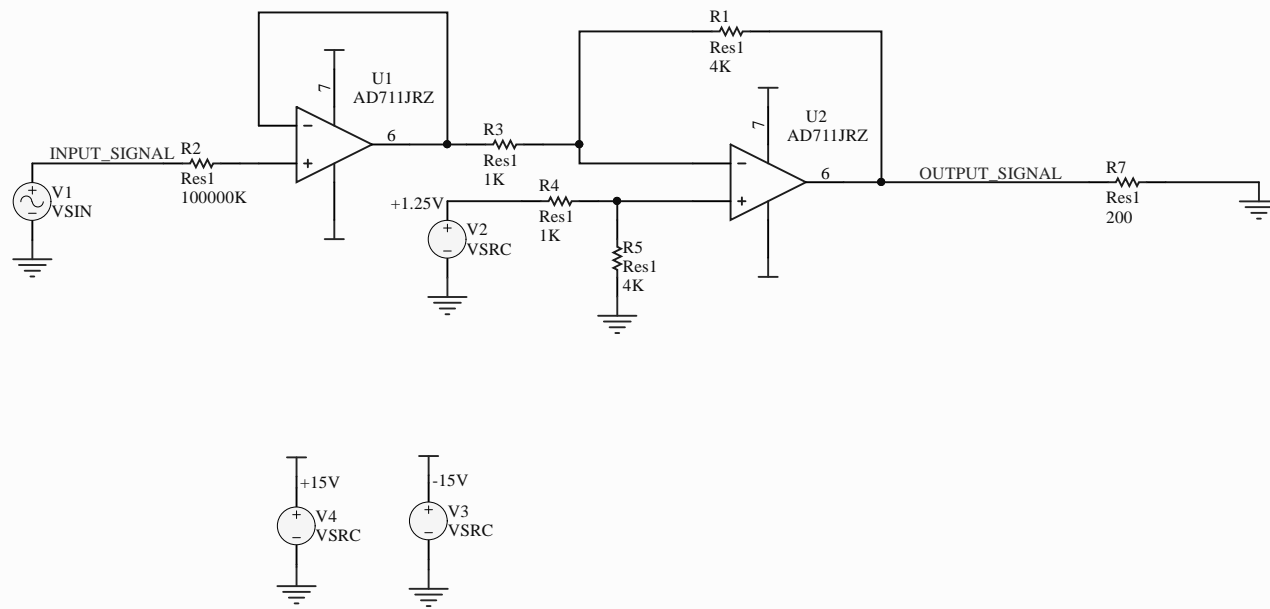 R1
Res1
4K
U1
AD711JRZ
7
6
INPUT_SIGNAL
R2
Res1
100000K
V1
VSIN
R3
Res1
1K
U2
AD711JRZ
7
6
OUTPUT_SIGNAL
R7
Res1
200
+1.25V
R4
Res1
1K
V2
VSRC
R5
Res1
4K
+15V
V4
VSRC
-15V
V3
VSRC